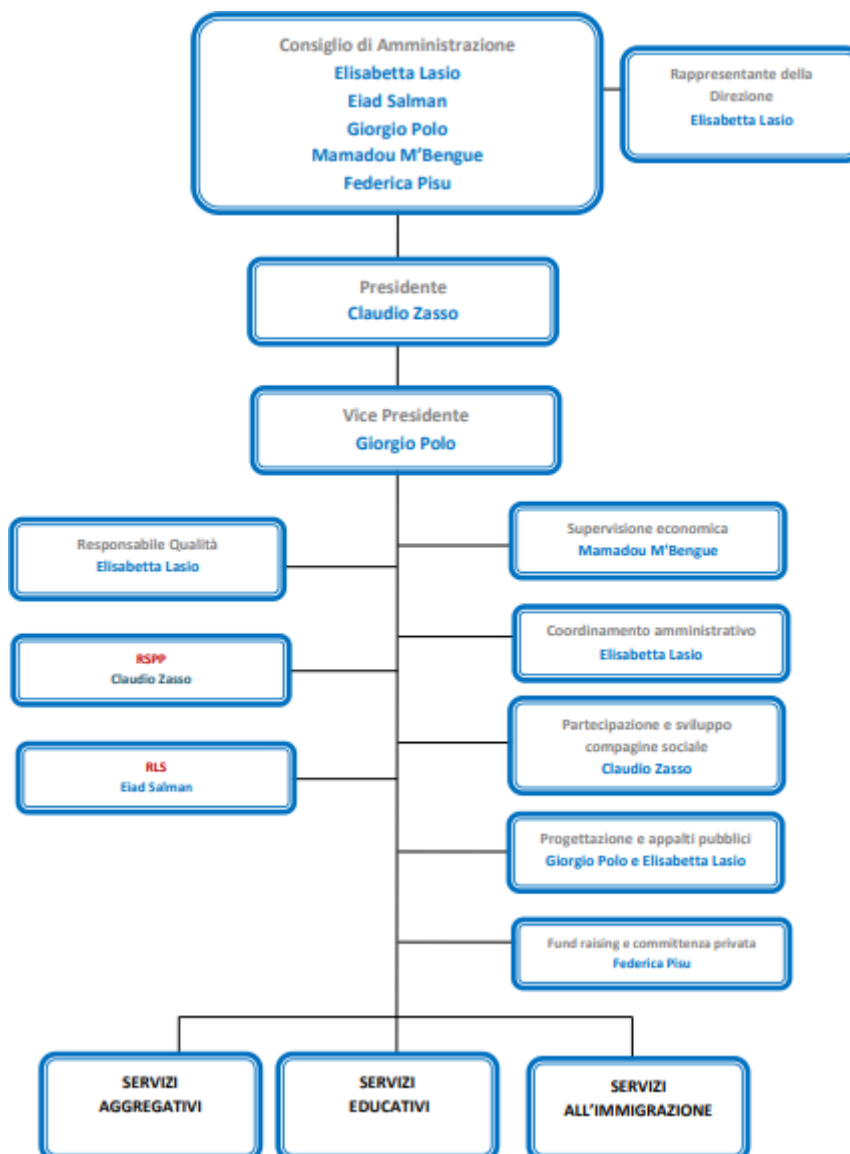 Consiglio di Amministrazione
Elisabetta Lasio
Eiad Salman
Giorgio Polo
Mamadou M'Bengue
Federica Pisu
Rappresentante della
Direzione
Elisabetta Lasio
Presidente
Claudio Zasso
Vice Presidente
Giorgio Polo
Responsabile Qualità
Elisabetta Lasio
Supervisione economica
Mamadou M'Bengue
RSPP
Claudio Zasso
Coordinamento amministrativo
Elisabetta Lasio
RLS
Eiad Salman
Partecipazione e sviluppo
compagine sociale
Claudio Zasso
Progettazione e appalti pubblici
Giorgio Polo e Elisabetta Lasio
Fund raising e committenza privata
Federica Pisu
SERVIZI
AGGREGATIVI
SERVIZI
EDUCATIVI
SERVIZI
ALL'IMMIGRAZIONE